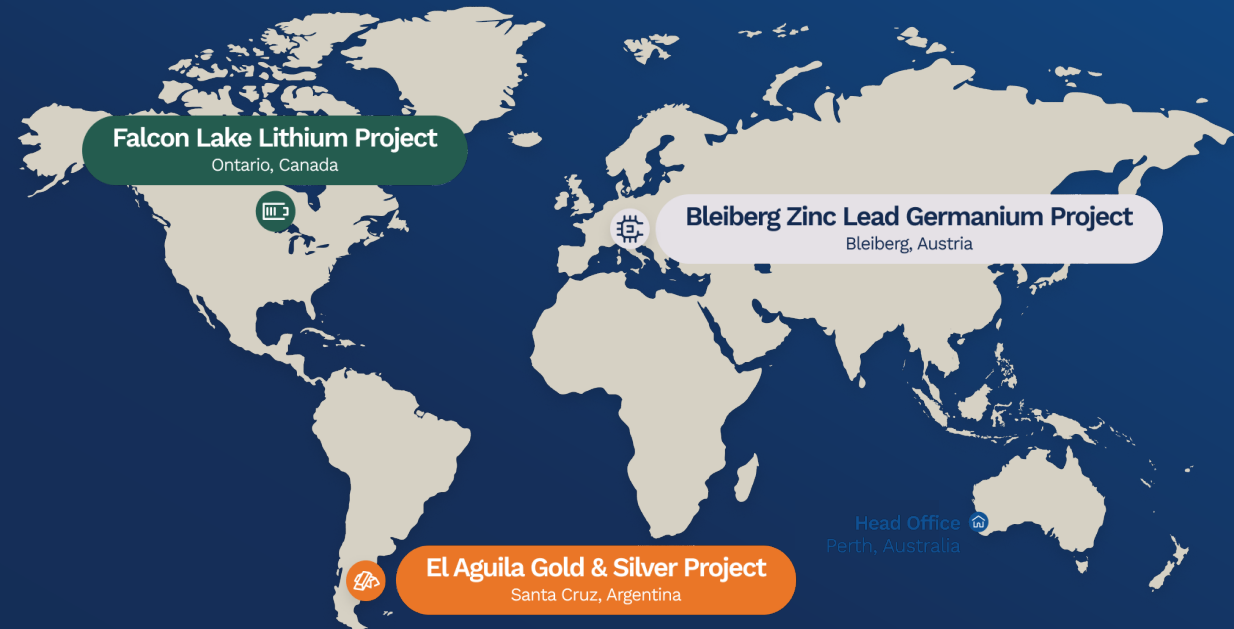 Falcon Lake Lithium Project
Ontario, Canada
Bleiberg Zinc Lead Germanium Project
Bleiberg, Austria
Head Office
Perth, Australia
El Aguila Gold & Silver Project
Santa Cruz, Argentina